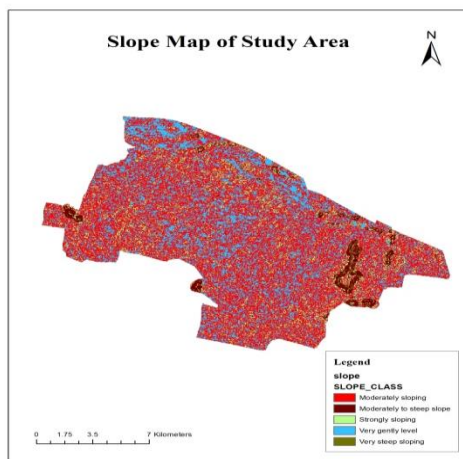 Slope Map of Study Area
N
Legend
slope
SLOPE_CLASS
Moderately sloping
Moderately to steep slope
Strongly sloping
Very gently level
Very steep sloping
0 1.75 3.5 7 Kilometers